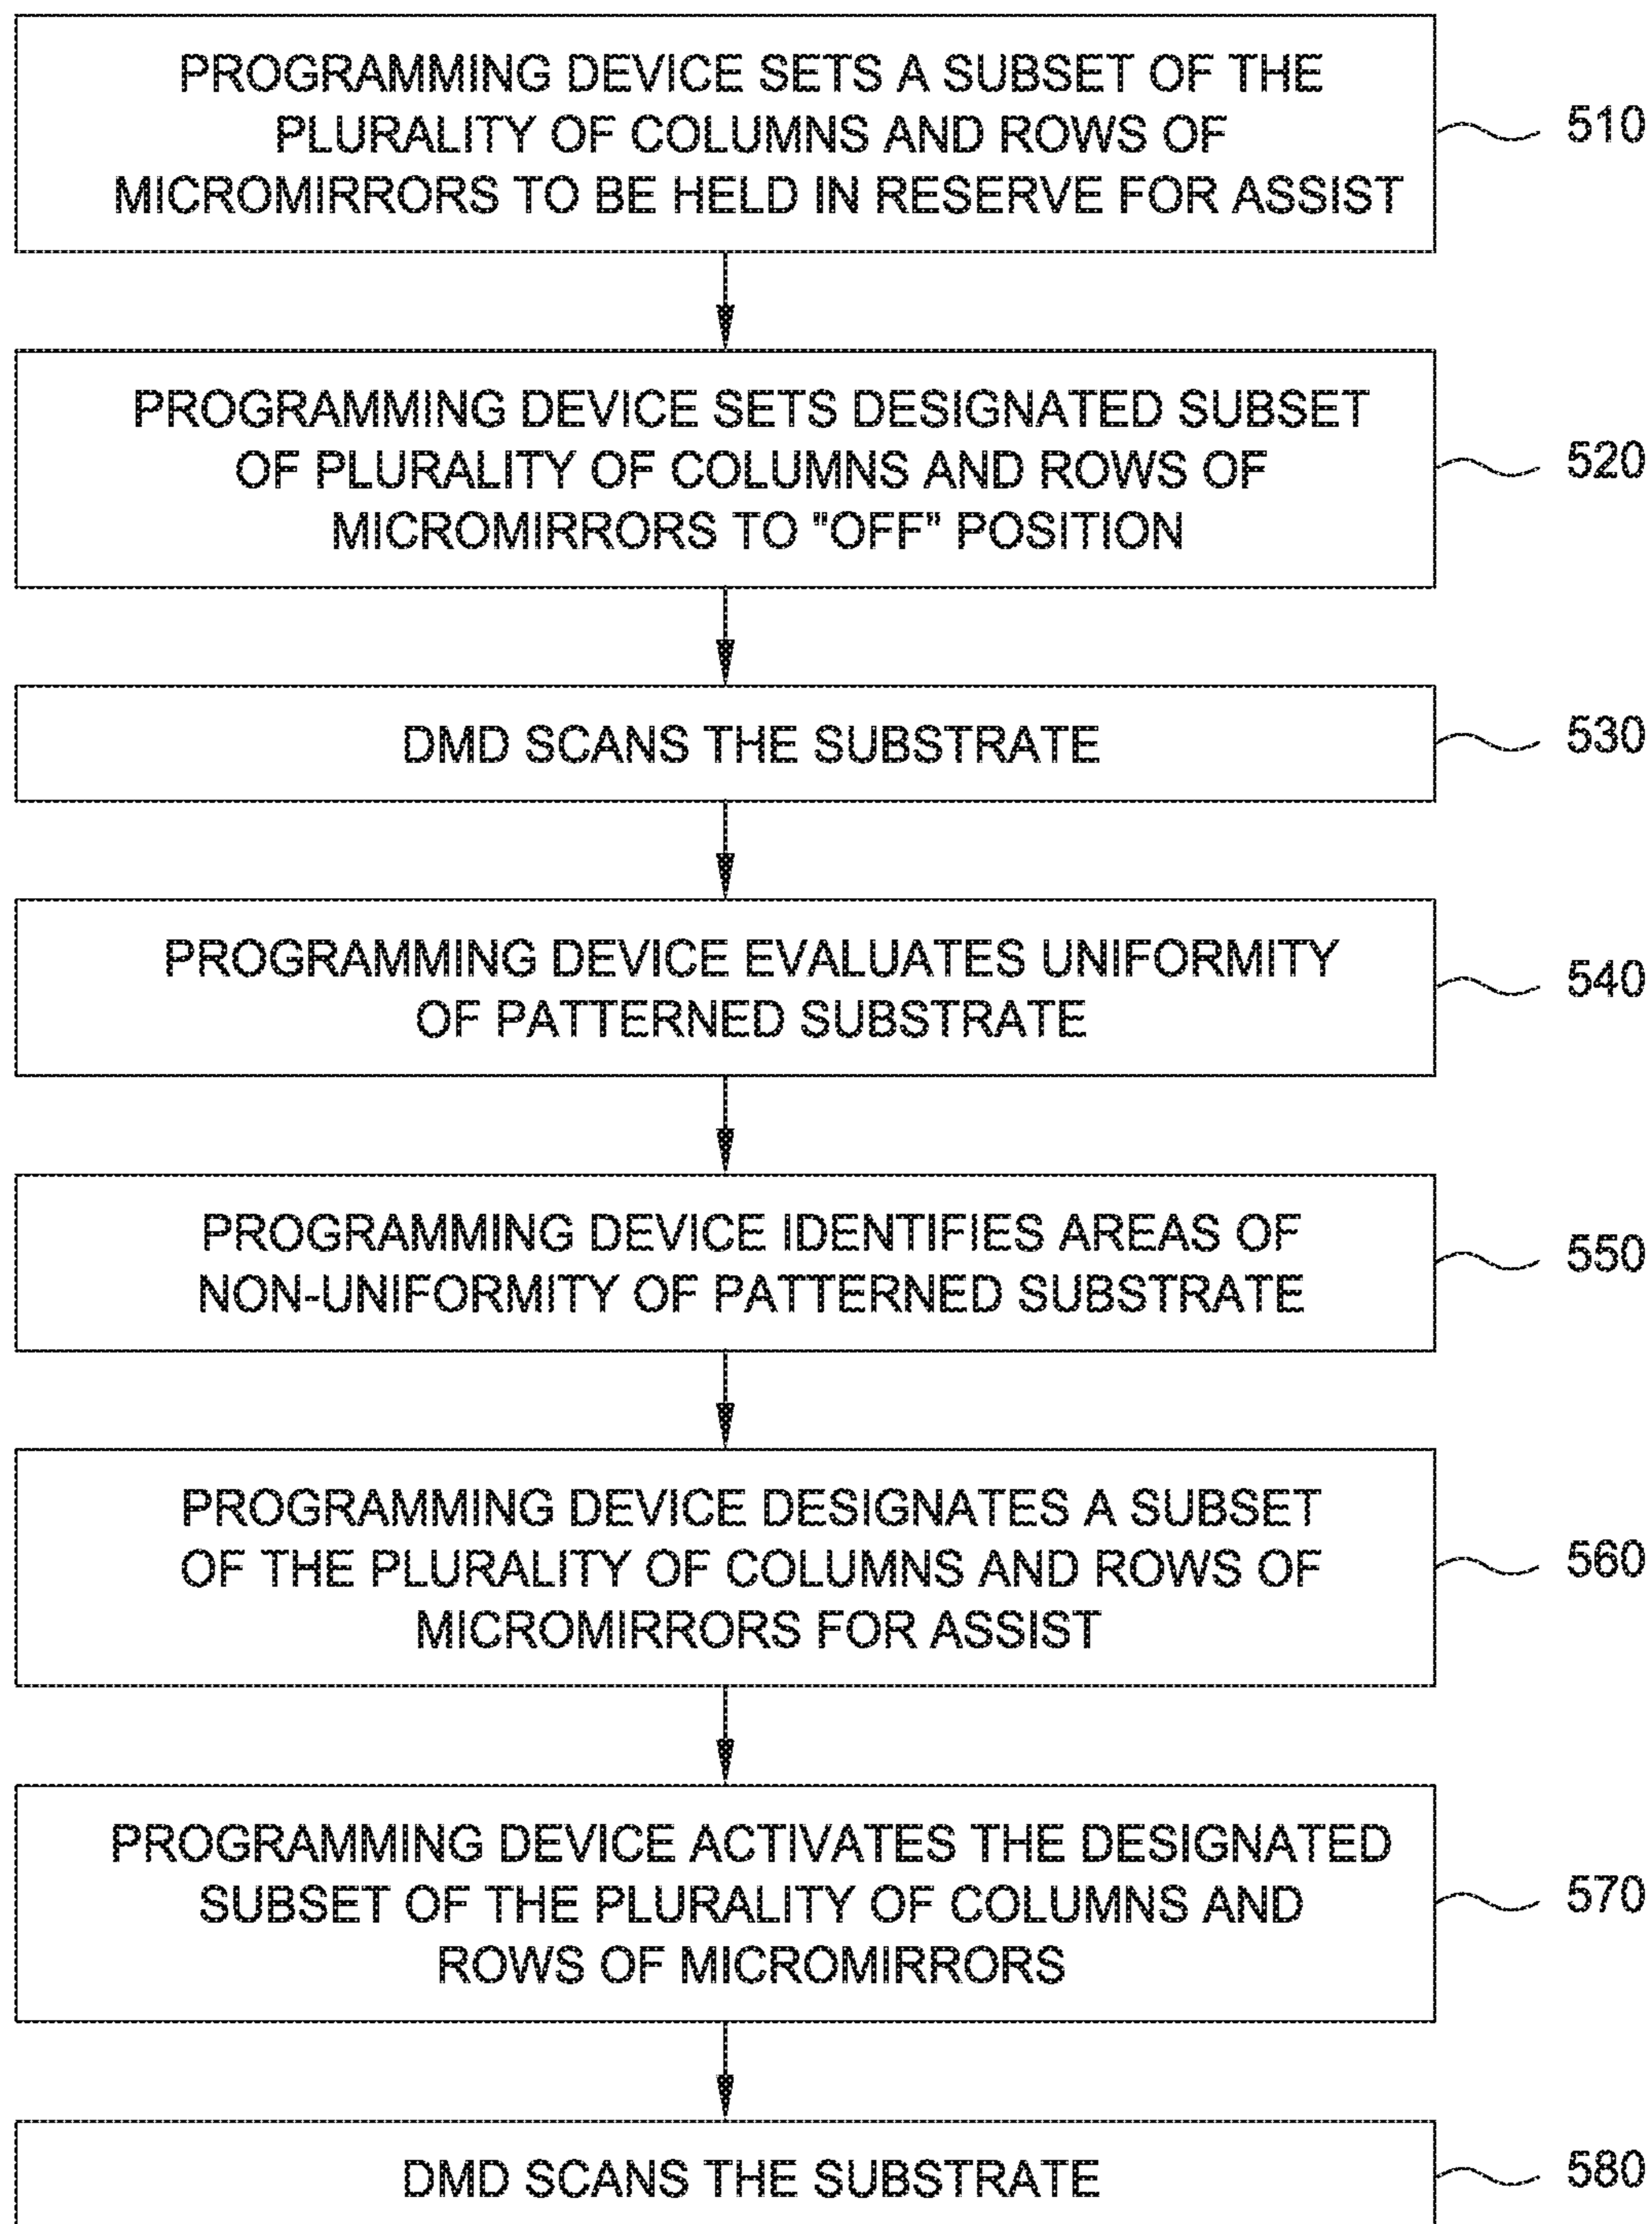 PROGRAMMING DEVICE SETS A SUBSET OF THE
PLURALITY OF COLUMNS AND ROWS OF
MICROMIRRORS TO BE HELD IN RESERVE FOR ASSIST
510
PROGRAMMING DEVICE SETS DESIGNATED SUBSET
OF PLURALITY OF COLUMNS AND ROWS OF
MICROMIRRORS TO "OFF" POSITION
520
DMD SCANS THE SUBSTRATE
530
PROGRAMMING DEVICE EVALUATES UNIFORMITY
OF PATTERNED SUBSTRATE
540
PROGRAMMING DEVICE IDENTIFIES AREAS OF
NON-UNIFORMITY OF PATTERNED SUBSTRATE
550
PROGRAMMING DEVICE DESIGNATES A SUBSET
OF THE PLURALITY OF COLUMNS AND ROWS OF
MICROMIRRORS FOR ASSIST
560
PROGRAMMING DEVICE ACTIVATES THE DESIGNATED
SUBSET OF THE PLURALITY OF COLUMNS AND
ROWS OF MICROMIRRORS
570
DMD SCANS THE SUBSTRATE
580